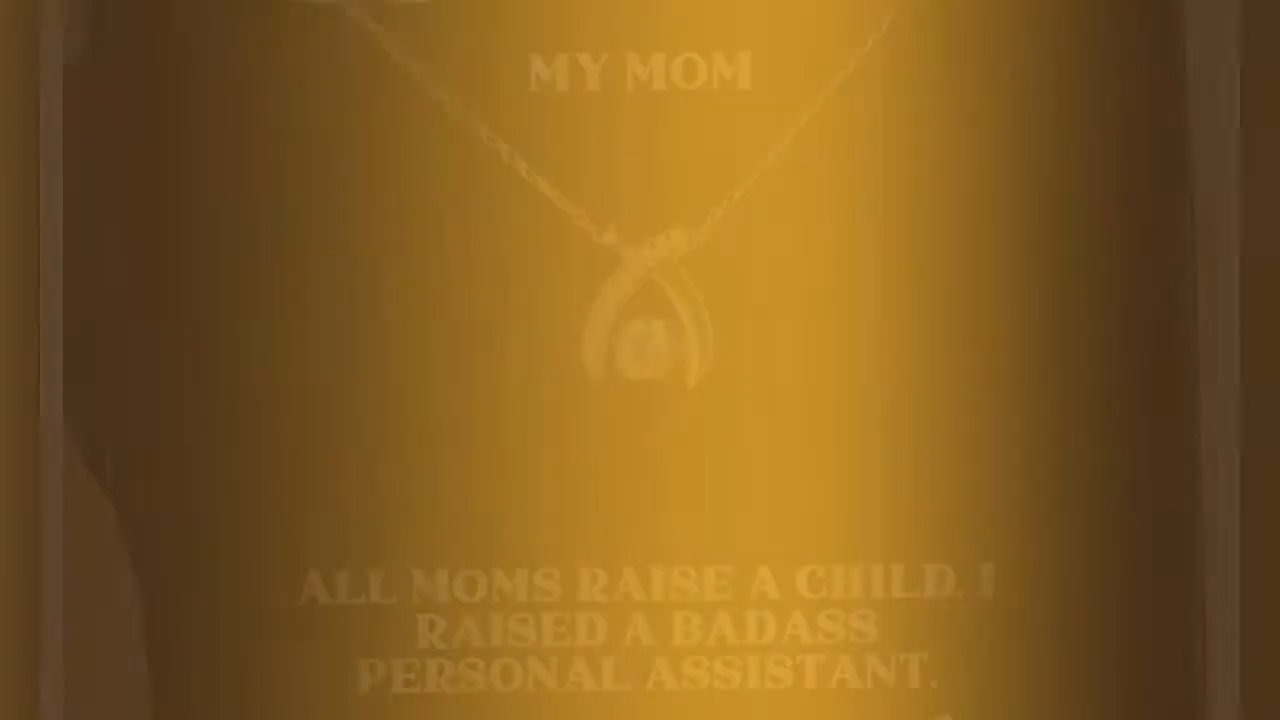 MY MOM
ALL MOMS RAISE A CHILD. I
RAISED A BADASS
PERSONAL ASSISTANT.